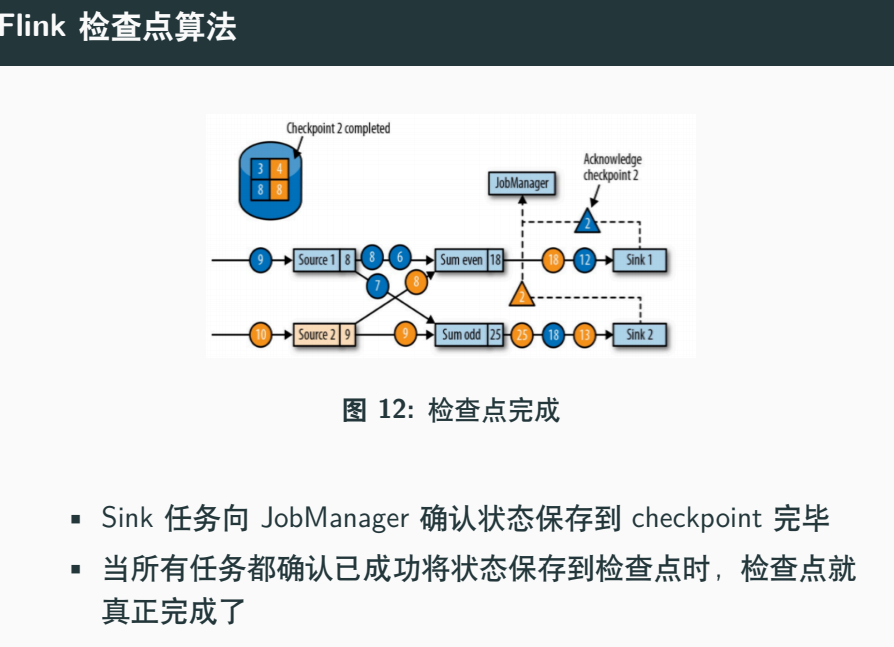 Flink 检查点算法
Checkpoint 2 completed
3 4
8 8
Acknowledge
checkpoint 2
JobManager
2
9 Source 1 8 8 6 Sum even 18 18 12 Sink 1
7 8
2
10 Source 2 9 9 Sum odd 25 25 18 13 Sink 2
图 12: 检查点完成
▪ Sink 任务向 JobManager 确认状态保存到 checkpoint 完毕
▪ 当所有任务都确认已成功将状态保存到检查点时，检查点就
真正完成了